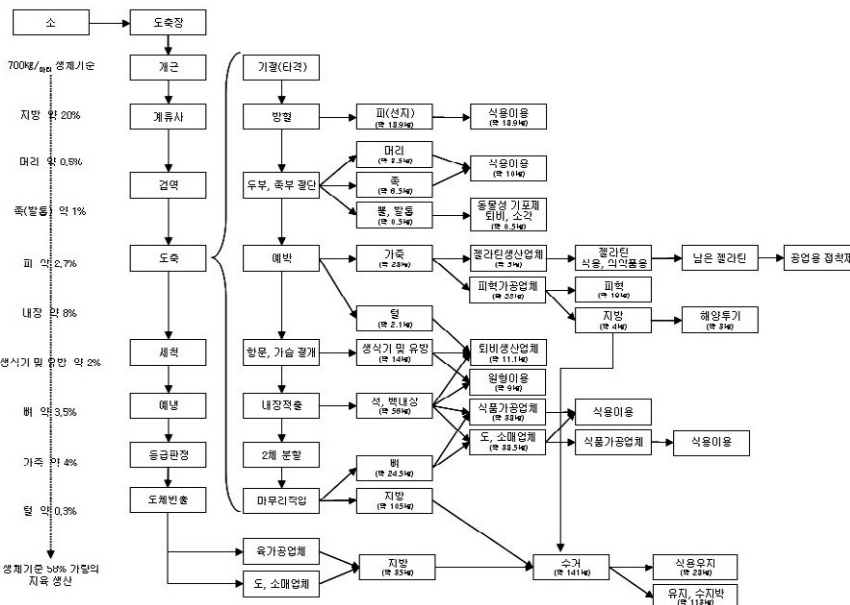 소
도축장
700kg/마리 생체기준
개근
기절(타격)
지방 약 20%
계류사
방혈
피(선지)
(약 18.9kg)
식용이용
(약 18.9kg)
머리 약 0.5%
머리
(약 3.5kg)
식용이용
(약 10kg)
검역
두부, 족부 절단
족
(약 6.5kg)
족(발통) 약 1%
뿔, 발통
(약 0.5kg)
동물성 기포제
퇴비, 소각
(약 0.5kg)
피 약 2.7%
도축
예박
가죽
(약 28kg)
젤라틴생산업체
(약 5kg)
젤라틴
식용, 의약품용
남은 젤라틴
공업용 접착제
피혁가공업체
(약 23kg)
피혁
(약 19kg)
내장 약 8%
털
(약 2.1kg)
지방
(약 4kg)
해양투기
(약 3kg)
생식기 및 유방 약 2%
세척
항문, 가슴 절개
생식기 및 유방
(약 14kg)
퇴비생산업체
(약 11.1kg)
원형이용
(약 9kg)
뼈 약 3.5%
예냉
내장적출
적, 백내장
(약 56kg)
식품가공업체
(약 33kg)
식용이용
도, 소매업체
(약 38.5kg)
식품가공업체
식용이용
가죽 약 4%
등급판정
2체 분할
뼈
(약 24.5kg)
털 약 0.3%
도체반출
마무리작업
지방
(약 105kg)
생체기준 58% 가량의
지육 생산
육가공업체
도, 소매업체
지방
(약 35kg)
수거
(약 141kg)
식용우지
(약 28kg)
유지, 수지박
(약 113kg)